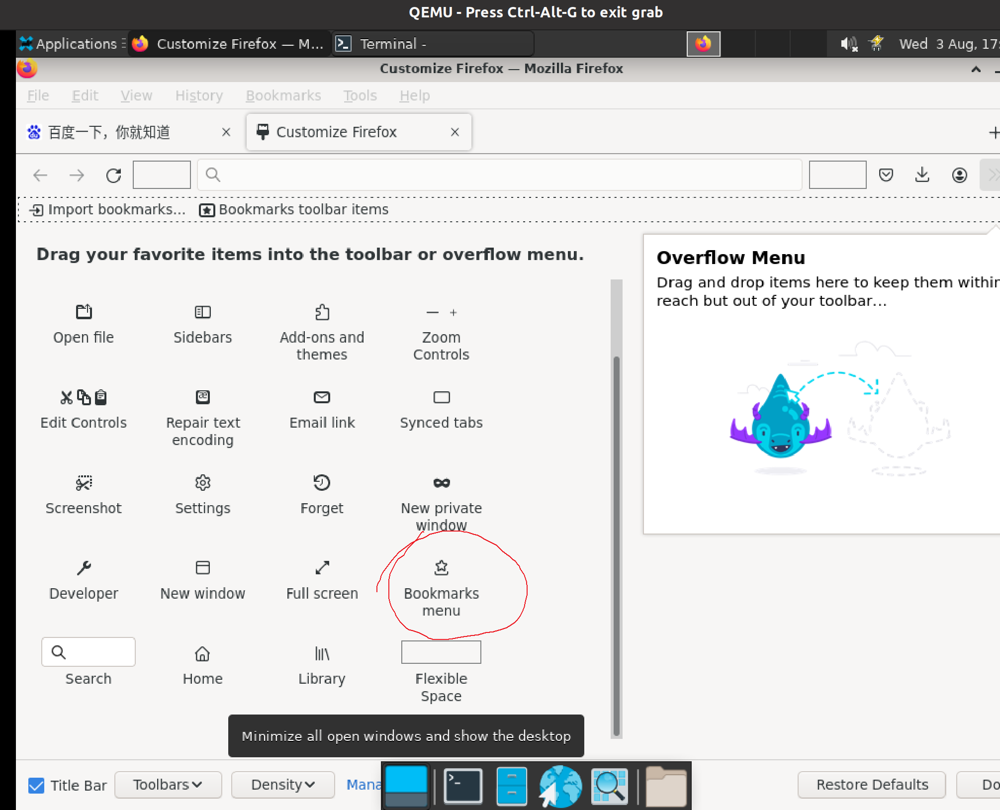 QEMU - Press Ctrl-Alt-G to exit grab
Applications Customize Firefox — M... Terminal - Wed 3 Aug, 17:
Customize Firefox — Mozilla Firefox
File Edit View History Bookmarks Tools Help
百度一下，你就知道 Customize Firefox
Import bookmarks... Bookmarks toolbar items
Drag your favorite items into the toolbar or overflow menu.
Overflow Menu
Drag and drop items here to keep them within
reach but out of your toolbar...
Open file Sidebars Add-ons and Zoom
themes Controls
Edit Controls Repair text Email link Synced tabs
encoding
Screenshot Settings Forget New private
window
Developer New window Full screen Bookmarks
menu
Search Home Library Flexible
Space
Minimize all open windows and show the desktop
Title Bar Toolbars Density Mana Restore Defaults Do